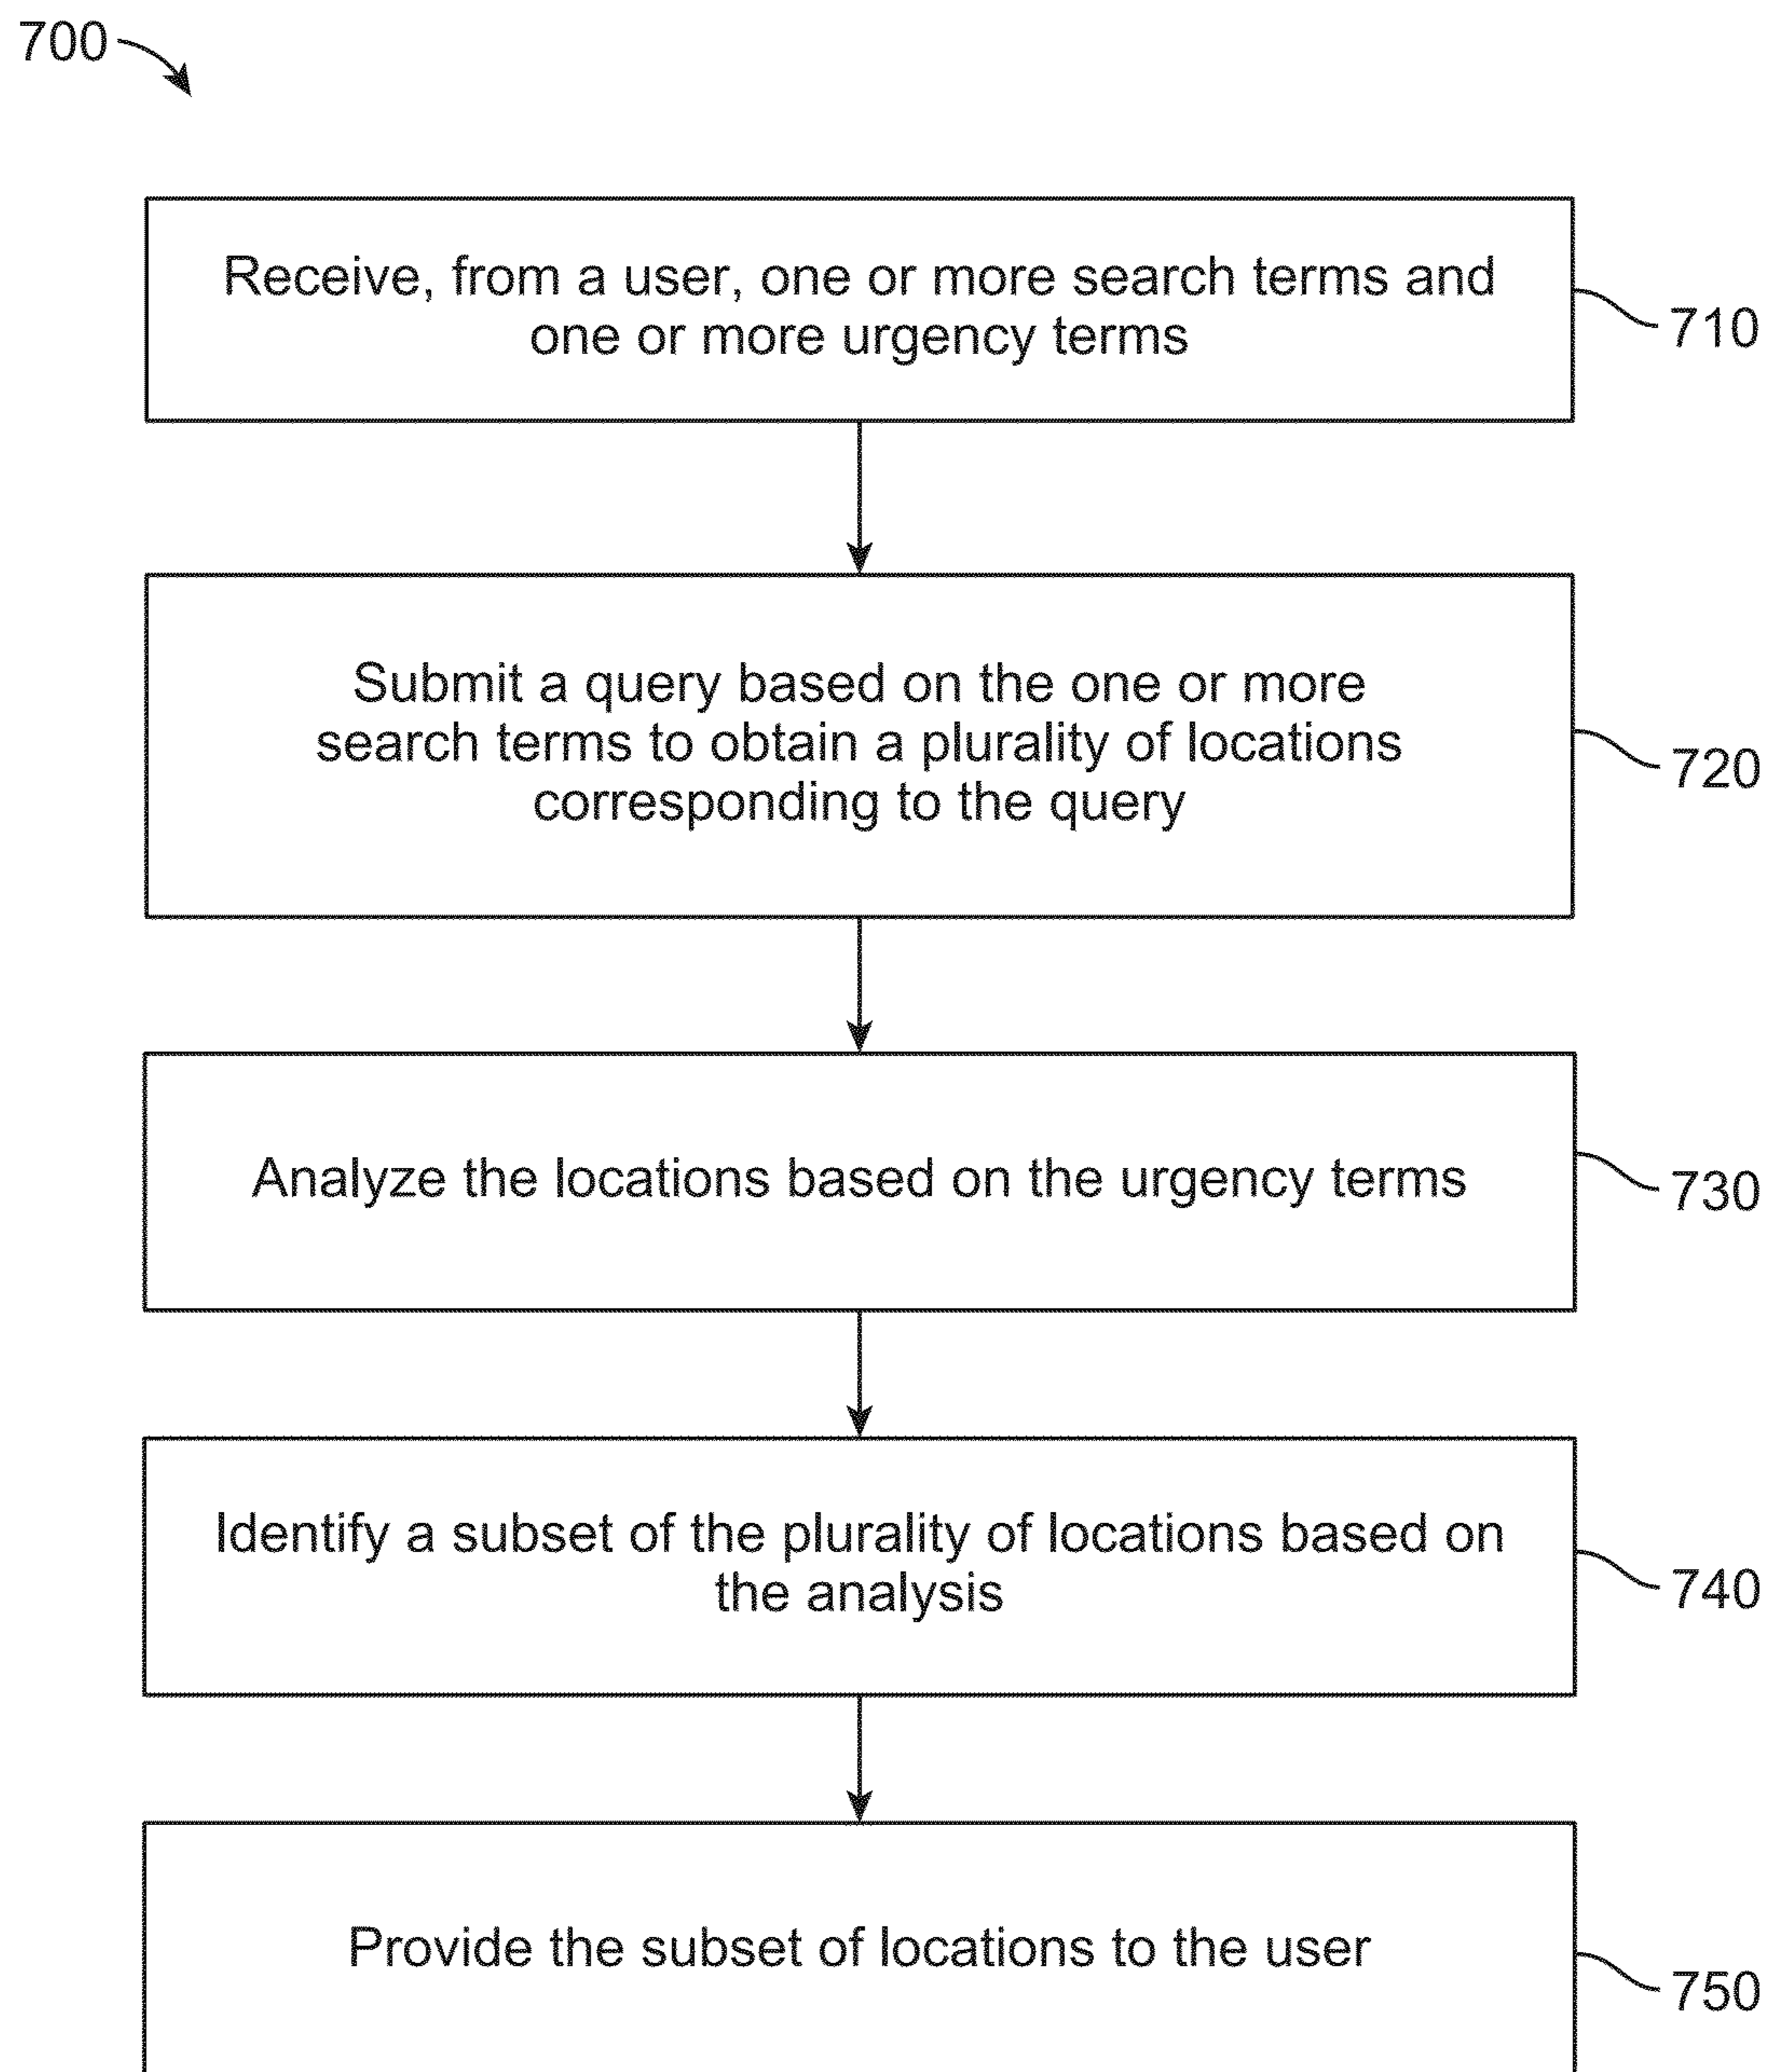 700
Receive, from a user, one or more search terms and
one or more urgency terms
710
Submit a query based on the one or more
search terms to obtain a plurality of locations
corresponding to the query
720
Analyze the locations based on the urgency terms
730
Identify a subset of the plurality of locations based on
the analysis
740
Provide the subset of locations to the user
750